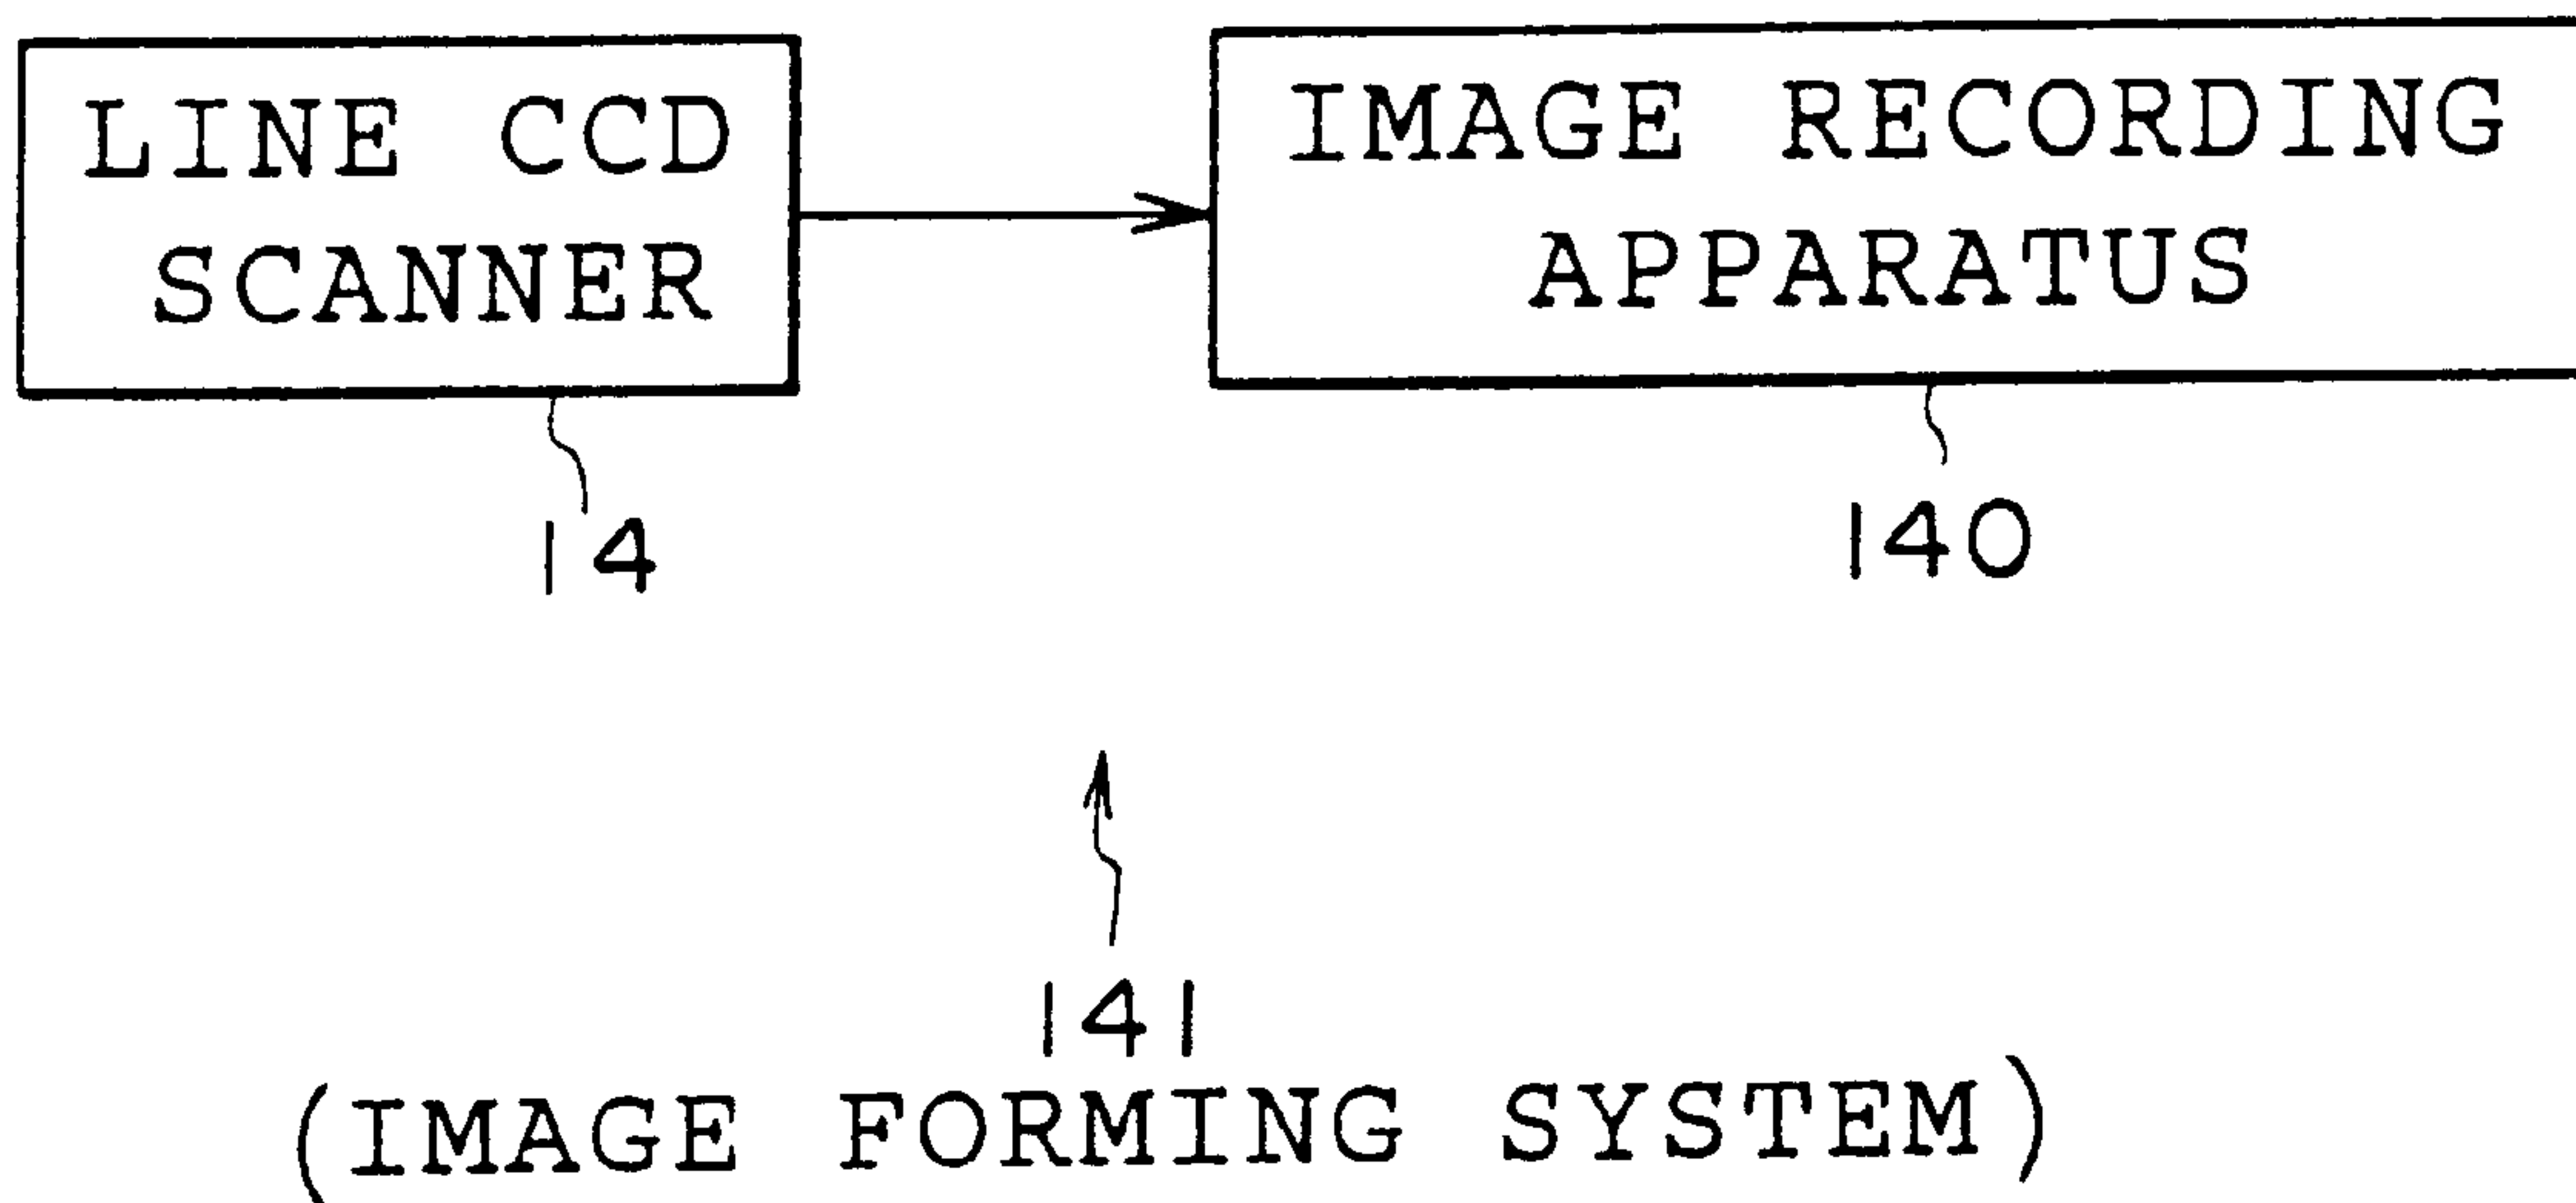 LINE CCD
SCANNER
IMAGE RECORDING
APPARATUS
14
140
141
(IMAGE FORMING SYSTEM)